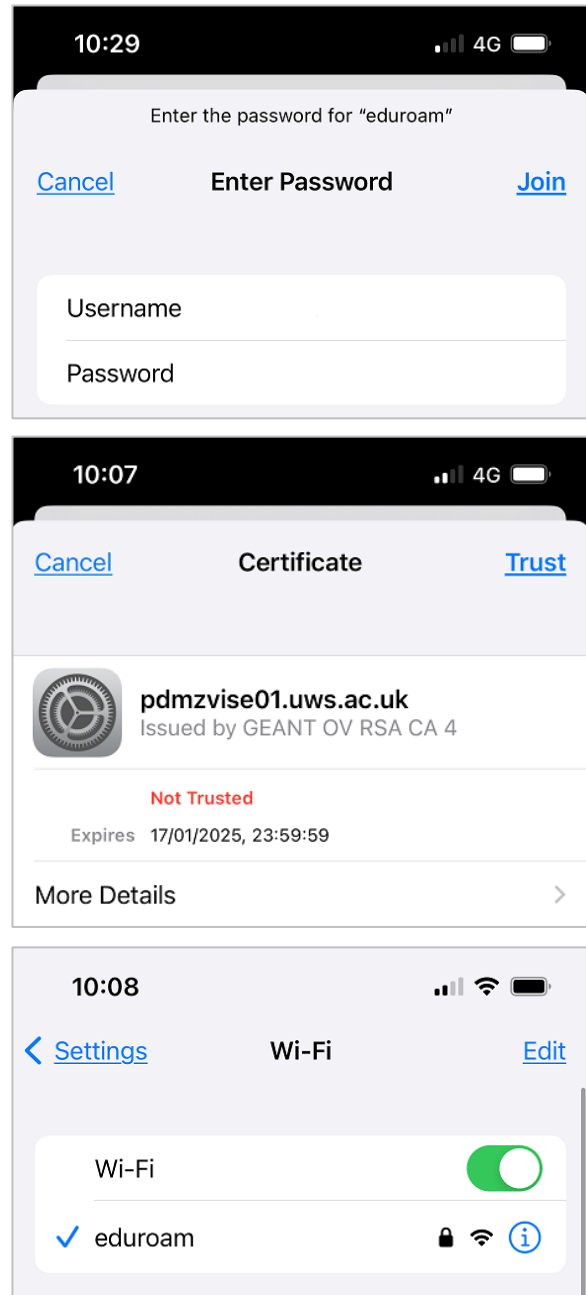 10:29 4G
Enter the password for “eduroam”
Cancel Enter Password Join
Username
Password
10:07 4G
Cancel Certificate Trust
pdmzvise01.uws.ac.uk
Issued by GEANT OV RSA CA 4
Not Trusted
Expires 17/01/2025, 23:59:59
More Details
10:08
Settings Wi-Fi Edit
Wi-Fi
eduroam